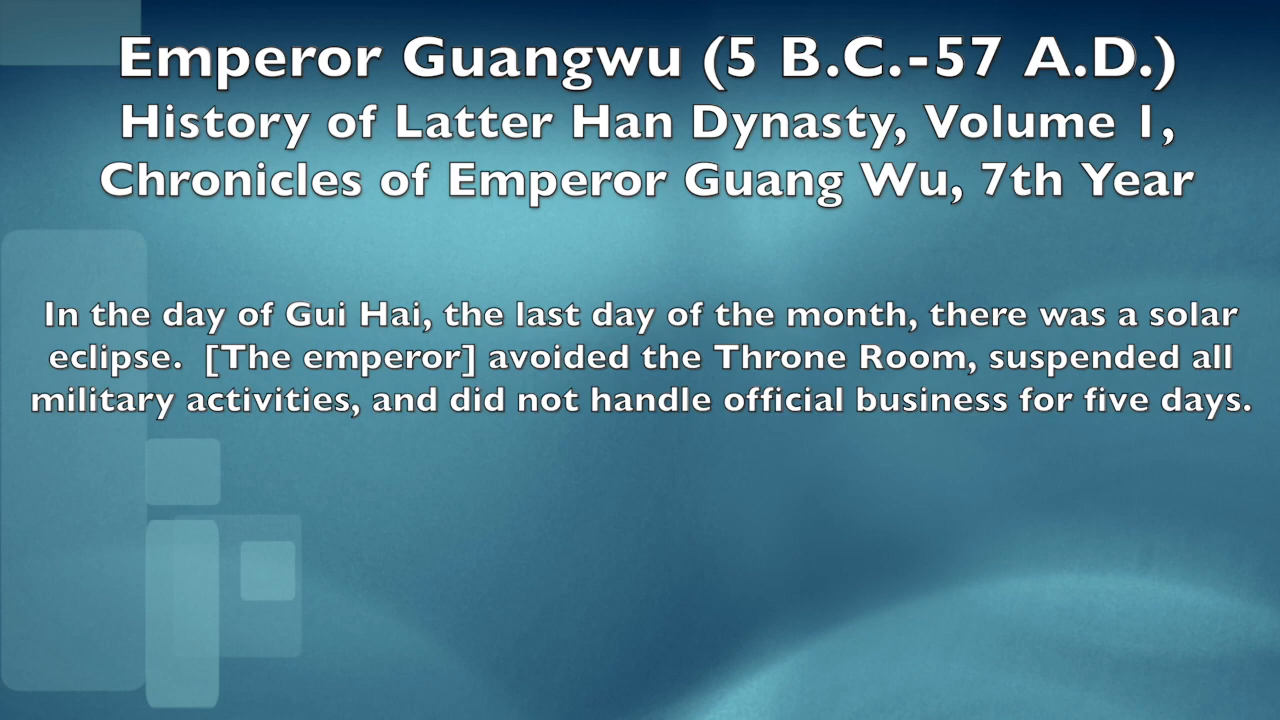 Emperor Guangwu (5 B.C.-57 A.D.)
History of Latter Han Dynasty, Volume 1,
Chronicles of Emperor Guang Wu, 7th Year
In the day of Gui Hai, the last day of the month, there was a solar
eclipse.  [The emperor] avoided the Throne Room, suspended all
military activities, and did not handle official business for five days.